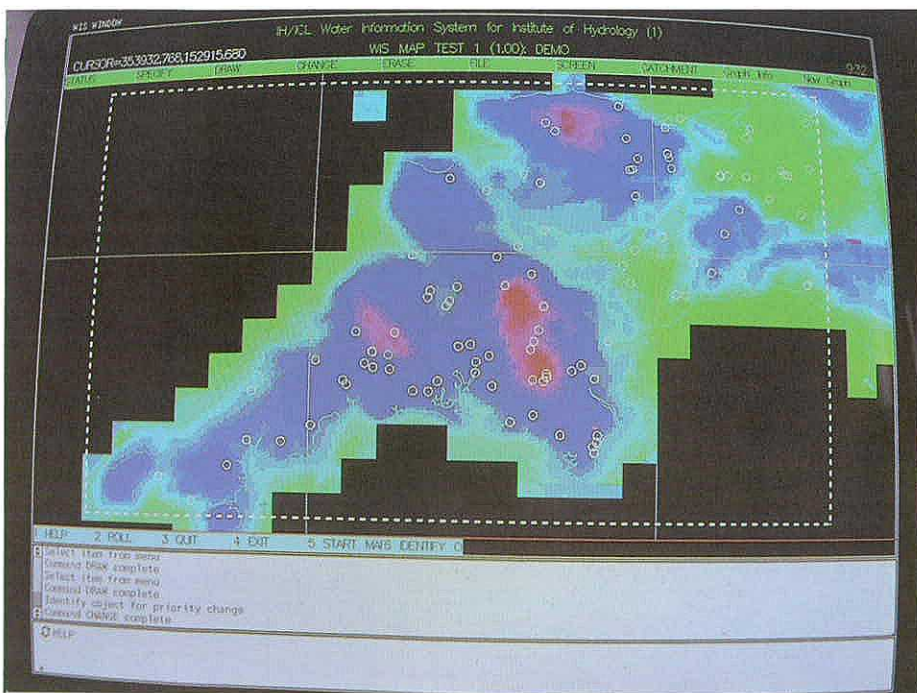 WIS WINDOW
IH/ICL Water Information System for Institute of Hydrology (1)
WIS MAP TEST 1 (1.00): DEMO
CURSOR=353932,768,152915,680
STATUS SPECIFY DRAW CHANGE ERASE FILE SCREEN CATCHMENT Graph Info New Graph
1 HELP 2 ROLL 3 QUIT 4 EXIT 5 START MAP6 IDENTIFY O
Select item from menu
Command DRAW complete
Select item from menu
Command DRAW complete
Identify object for priority change
Command CHANGE complete
HELP